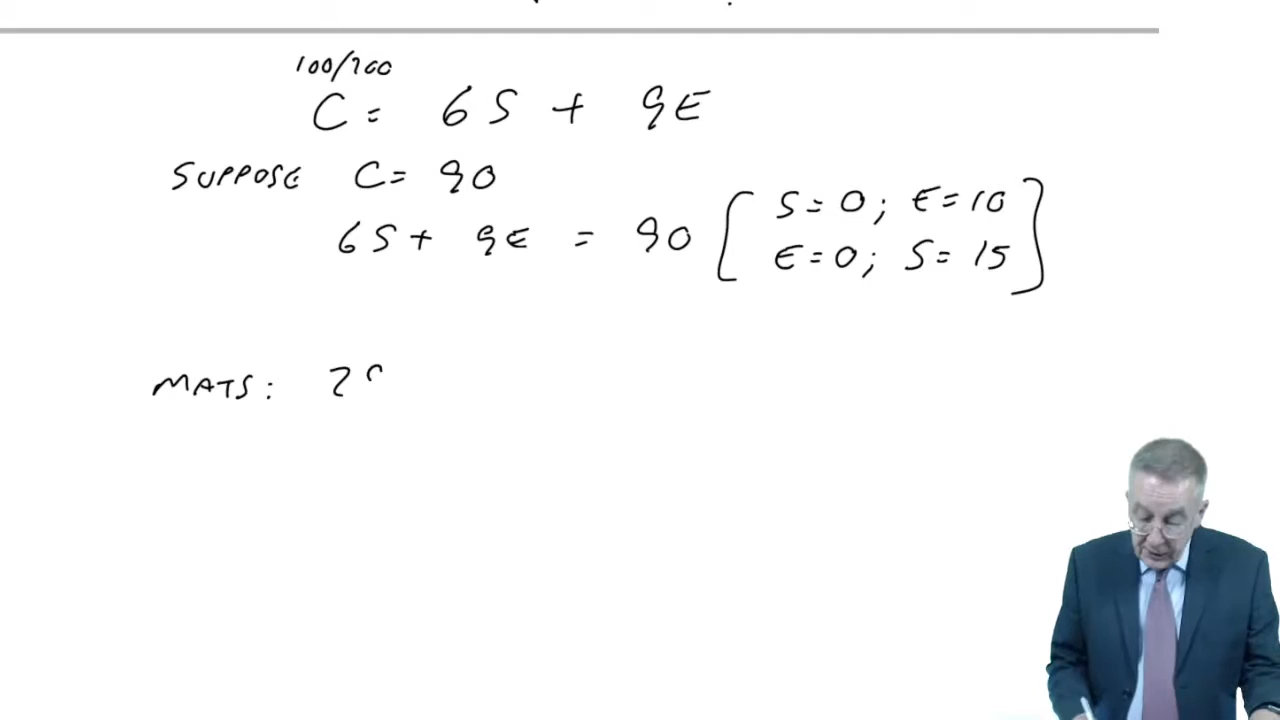 100/200
C = 6S + 9E
SUPPOSE C = 90
6S + 9E = 90 [ S = 0; E = 10
E = 0; S = 15 ]
MATS: 2